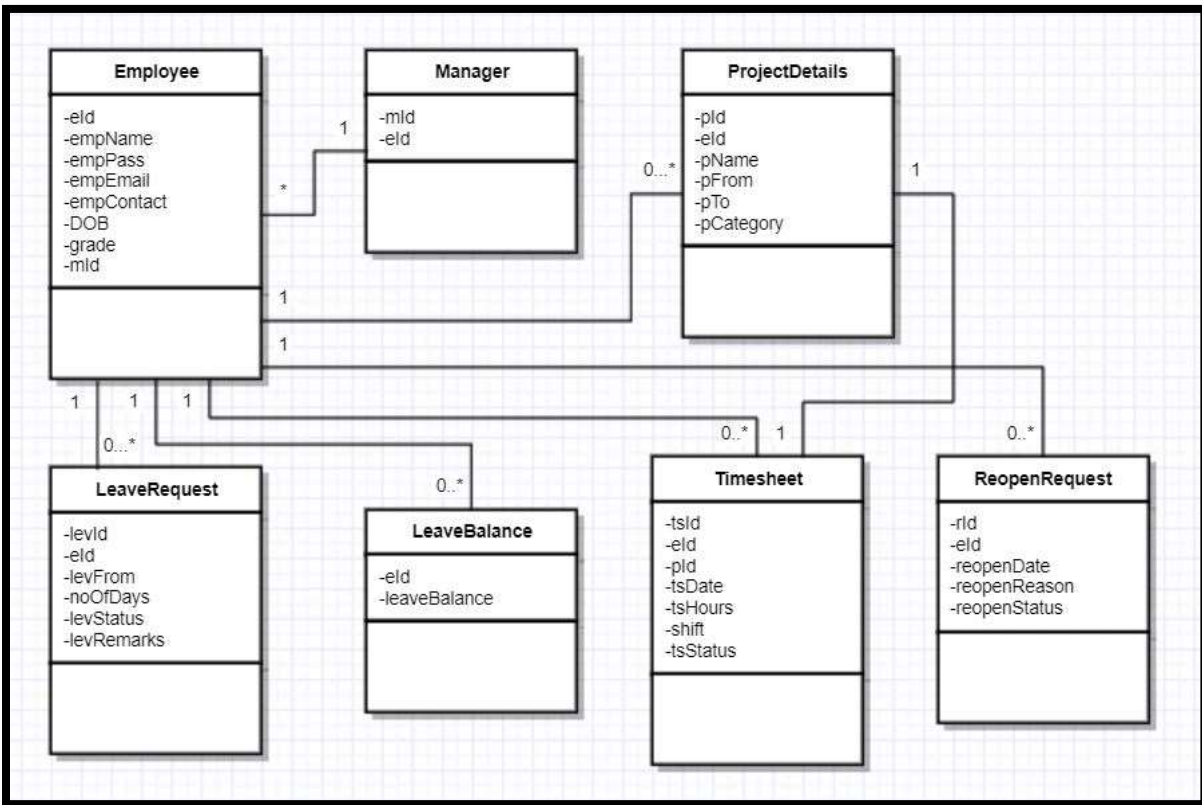 Employee
-eId
-empName
-empPass
-empEmail
-empContact
-DOB
-grade
-mId
Manager
-mId
-eId
ProjectDetails
-pId
-eId
-pName
-pFrom
-pTo
-pCategory
1
*
0...*
1
1
1
1
1
1
0...*
0..*
0..*
1
0..*
LeaveRequest
-levId
-eId
-levFrom
-noOfDays
-levStatus
-levRemarks
LeaveBalance
-eId
-leaveBalance
Timesheet
-tsId
-eId
-pId
-tsDate
-tsHours
-shift
-tsStatus
ReopenRequest
-rId
-eId
-reopenDate
-reopenReason
-reopenStatus